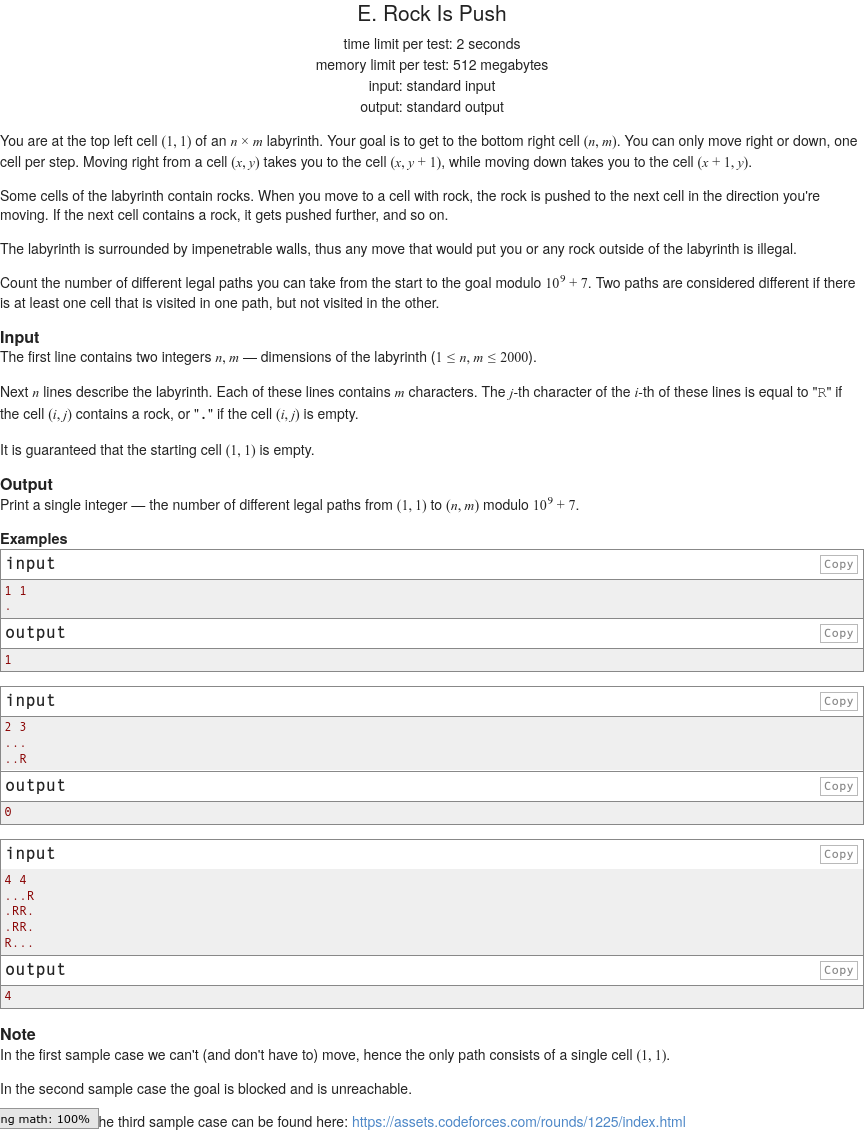 E. Rock Is Push
time limit per test: 2 seconds
memory limit per test: 512 megabytes
input: standard input
output: standard output
You are at the top left cell (1, 1) of an n × m labyrinth. Your goal is to get to the bottom right cell (n, m). You can only move right or down, one
cell per step. Moving right from a cell (x, y) takes you to the cell (x, y + 1), while moving down takes you to the cell (x + 1, y).
Some cells of the labyrinth contain rocks. When you move to a cell with rock, the rock is pushed to the next cell in the direction you're
moving. If the next cell contains a rock, it gets pushed further, and so on.
The labyrinth is surrounded by impenetrable walls, thus any move that would put you or any rock outside of the labyrinth is illegal.
Count the number of different legal paths you can take from the start to the goal modulo 10^9 + 7. Two paths are considered different if there
is at least one cell that is visited in one path, but not visited in the other.
Input
The first line contains two integers n, m — dimensions of the labyrinth (1 ≤ n, m ≤ 2000).
Next n lines describe the labyrinth. Each of these lines contains m characters. The j-th character of the i-th of these lines is equal to "R" if
the cell (i, j) contains a rock, or "." if the cell (i, j) is empty.
It is guaranteed that the starting cell (1, 1) is empty.
Output
Print a single integer — the number of different legal paths from (1, 1) to (n, m) modulo 10^9 + 7.
Examples
input Copy
1 1
.
output Copy
1
input Copy
2 3
...
..R
output Copy
0
input Copy
4 4
...R
.RR.
.RR.
R...
output Copy
4
Note
In the first sample case we can't (and don't have to) move, hence the only path consists of a single cell (1, 1).
In the second sample case the goal is blocked and is unreachable.
ng math: 100% he third sample case can be found here: https://assets.codeforces.com/rounds/1225/index.html